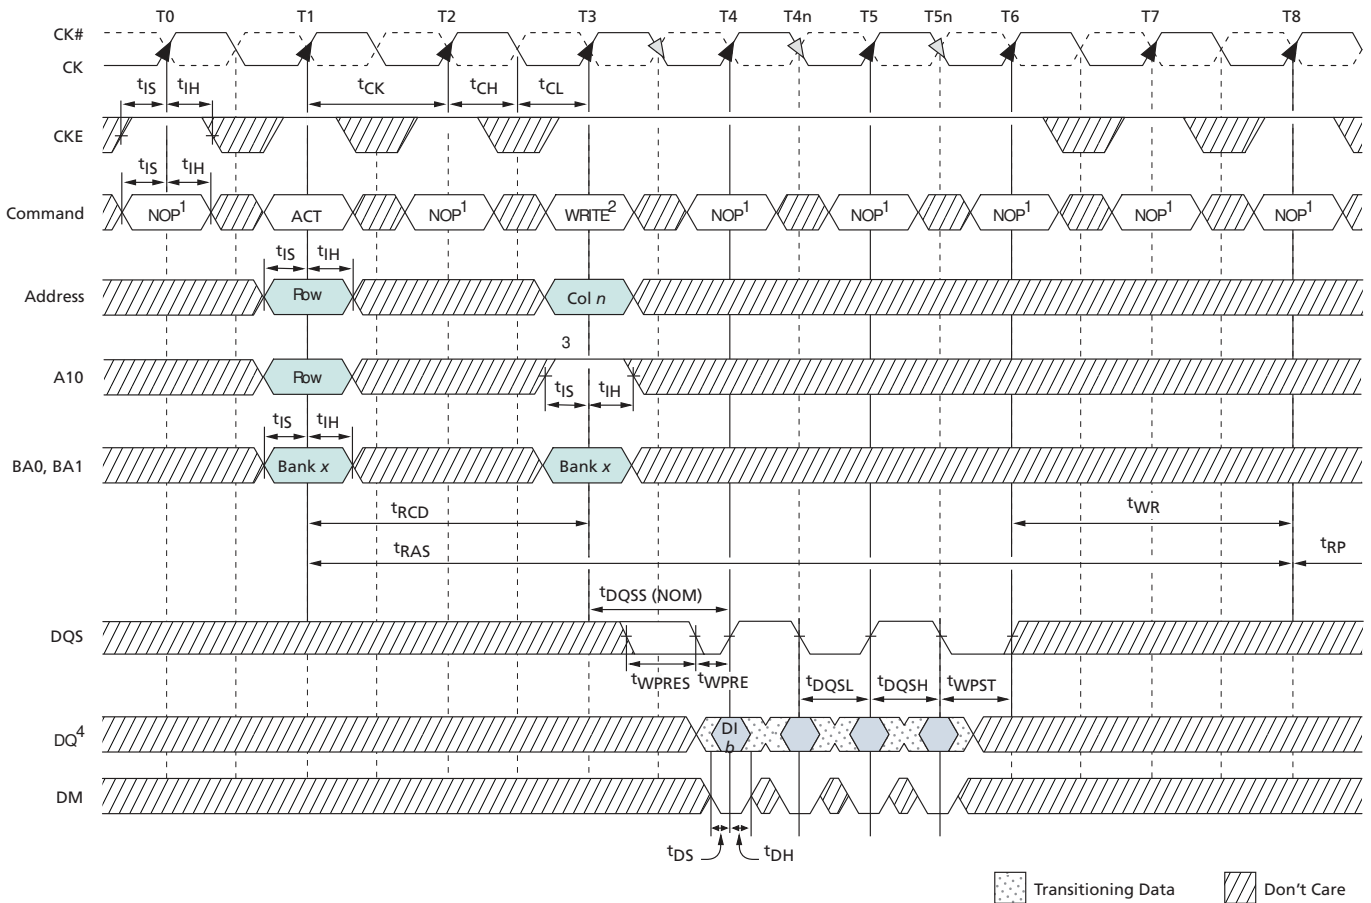 T0 T1 T2 T3 T4 T4n T5 T5n T6 T7 T8
CK#
CK
tIS tIH tCK tCH tCL
CKE
tIS tIH
Command NOP1 ACT NOP1 WRITE2 NOP1 NOP1 NOP1 NOP1 NOP1
tIS tIH
Address Row Col n
3
A10 Row
tIS tIH
tIS tIH
BA0, BA1 Bank x Bank x
tRCD tWR
tRAS tRP
tDQSS (NOM)
DQS
tWPRES tWPRE tDQSL tDQSH tWPST
DQ4 DI
b
DM
tDS tDH
Transitioning Data Don't Care